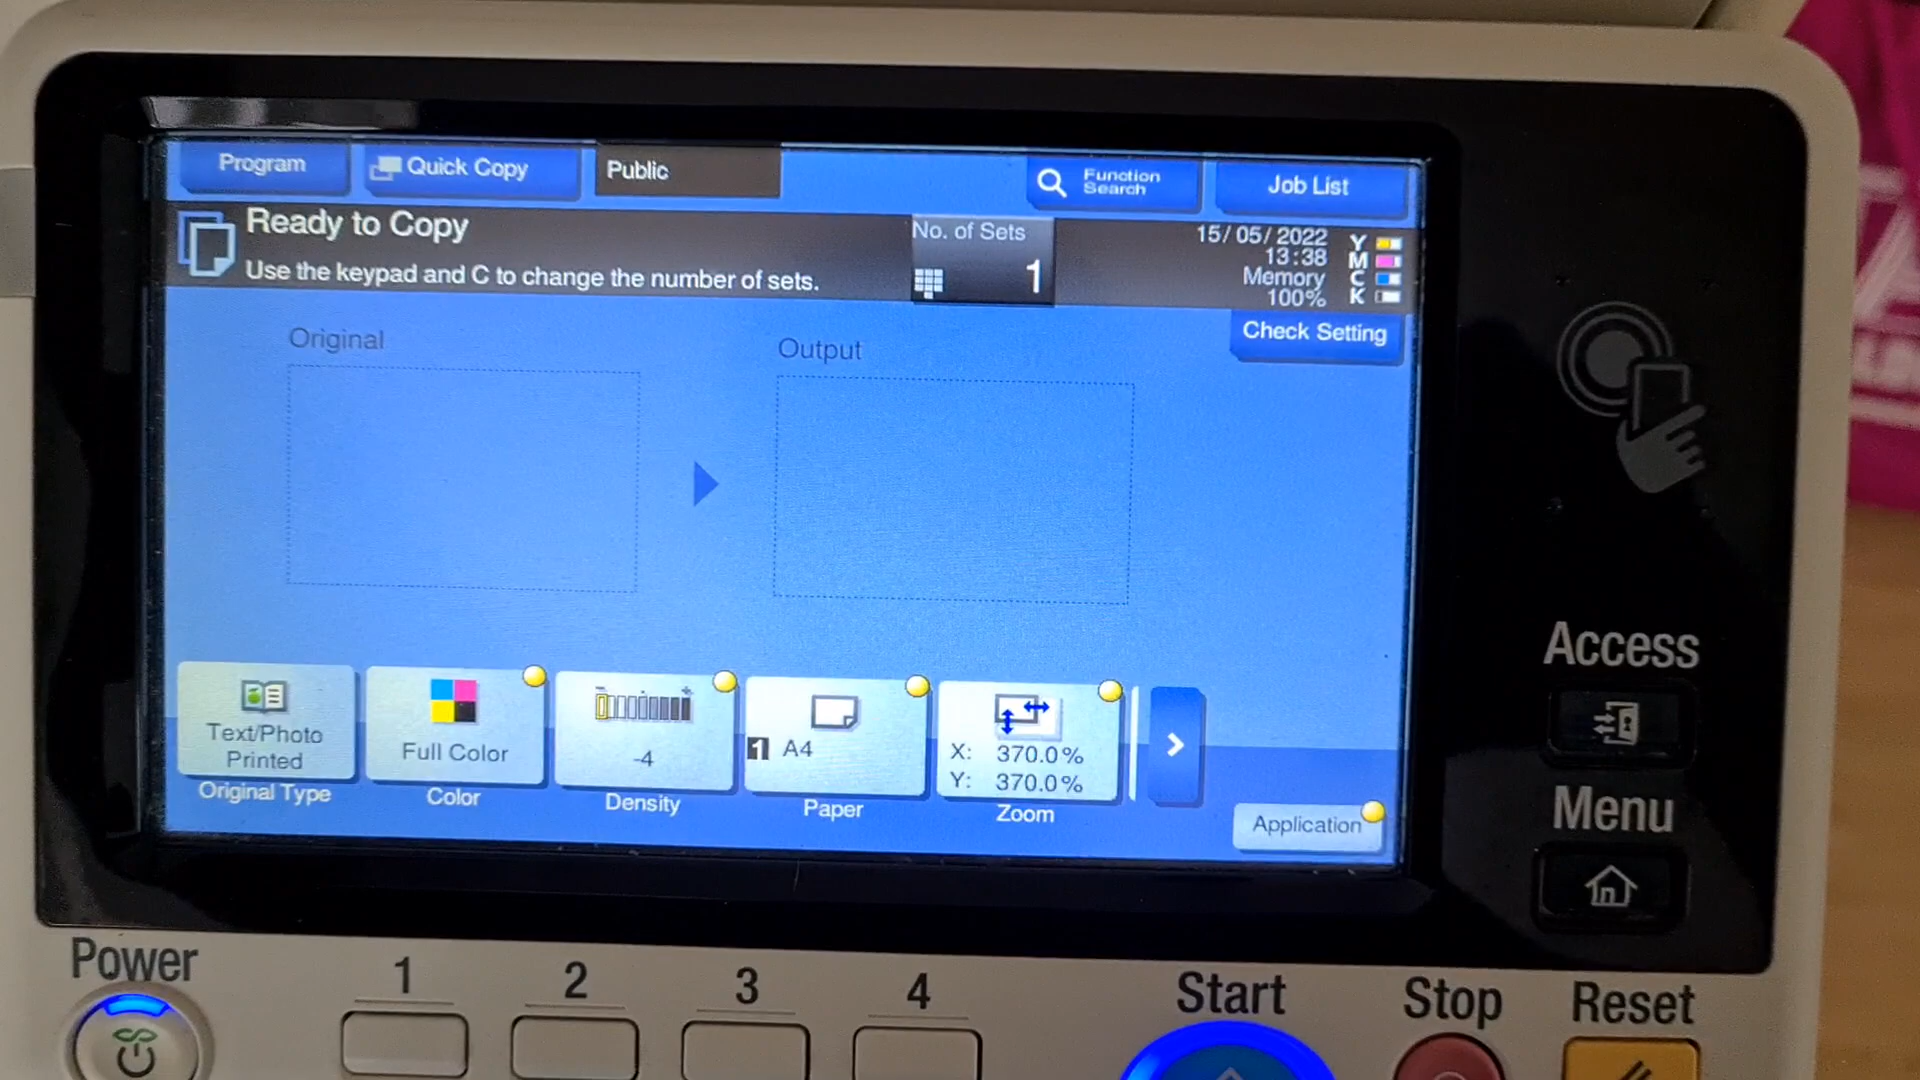 Program
Quick Copy
Public
Function
Search
Job List
Ready to Copy
Use the keypad and C to change the number of sets.
No. of Sets
1
15/05/2022
13:38
Memory
100%
Y
M
C
K
Check Setting
Original
Output
Text/Photo
Printed
Original Type
Full Color
Color
-4
Density
1 A4
Paper
X: 370.0%
Y: 370.0%
Zoom
Application
Access
Menu
Power
1
2
3
4
Start
Stop
Reset